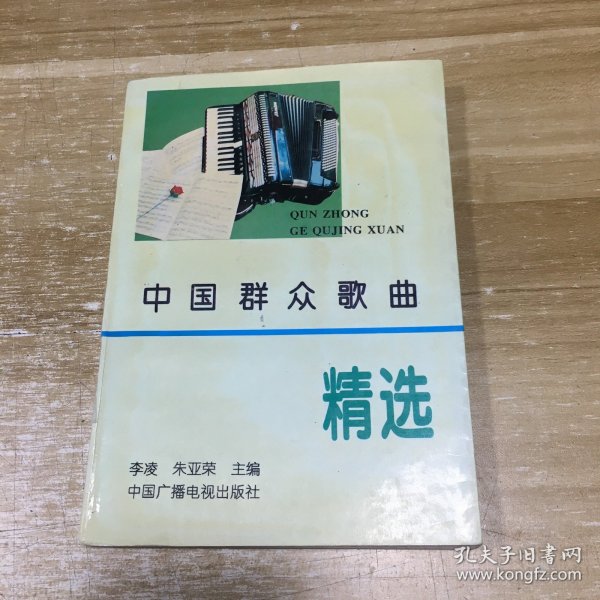 QUN ZHONG
GE QUJING XUAN
中国群众歌曲
精选
李凌 朱亚荣 主编
中国广播电视出版社
孔夫子旧书网
www.kongfz.com